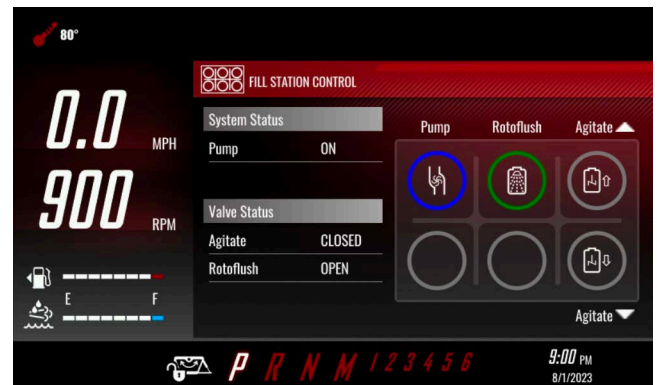 80°
FILL STATION CONTROL
0.0 MPH
900 RPM
System Status
Pump ON
Valve Status
Agitate CLOSED
Rotoflush OPEN
Pump Rotoflush Agitate
Agitate
E F
P R N M 1 2 3 4 5 6
9:00 PM
8/1/2023